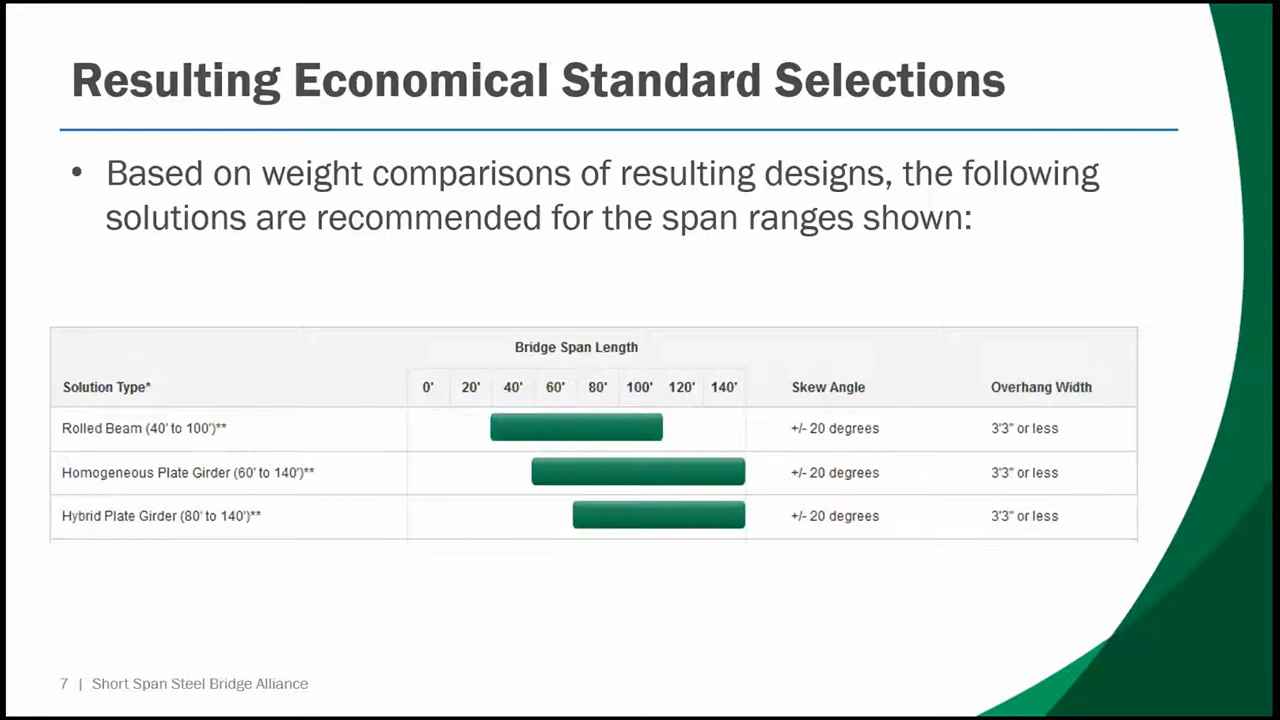 Resulting Economical Standard Selections
• Based on weight comparisons of resulting designs, the following
solutions are recommended for the span ranges shown:
Bridge Span Length
Solution Type* 0' 20' 40' 60' 80' 100' 120' 140' Skew Angle Overhang Width
Rolled Beam (40' to 100')** +/- 20 degrees 3'3" or less
Homogeneous Plate Girder (60' to 140')** +/- 20 degrees 3'3" or less
Hybrid Plate Girder (80' to 140')** +/- 20 degrees 3'3" or less
7 | Short Span Steel Bridge Alliance